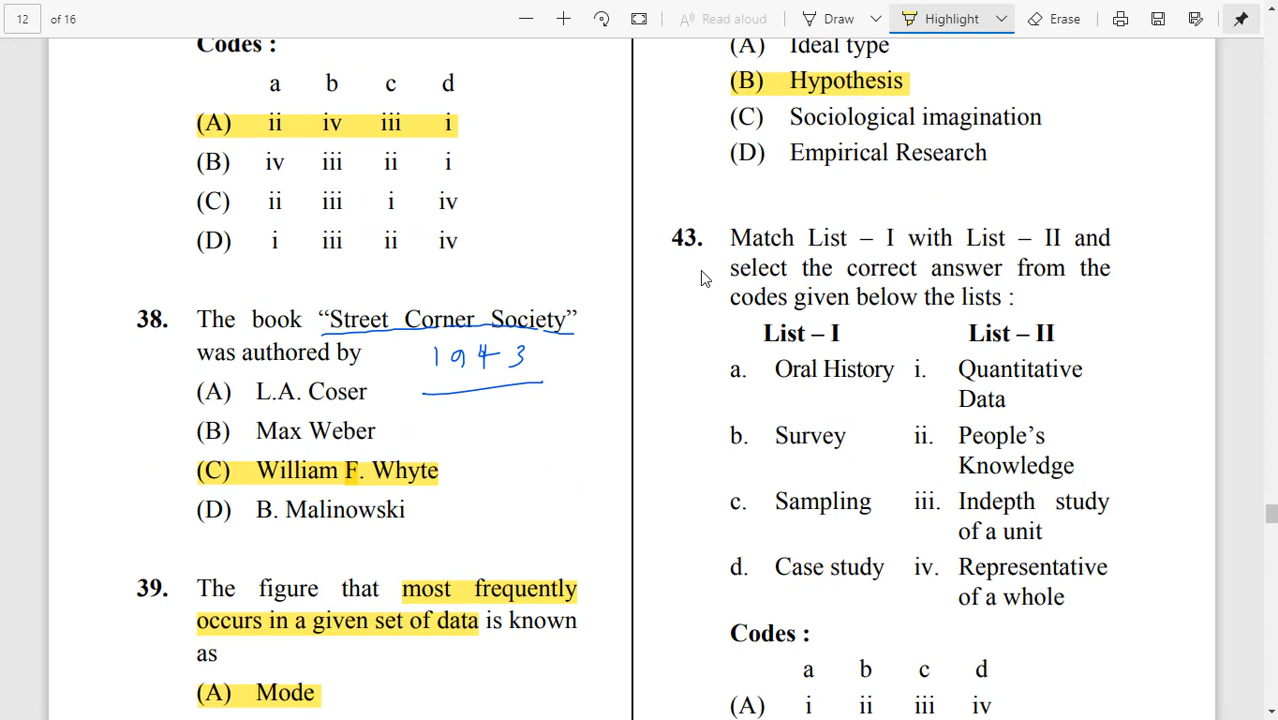 12 of 16
Read aloud
Draw
Highlight
Erase
Codes :
a b c d
(A) ii iv iii i
(B) iv iii ii i
(C) ii iii i iv
(D) i iii ii iv
38. The book “Street Corner Society”
was authored by
1943
(A) L.A. Coser
(B) Max Weber
(C) William F. Whyte
(D) B. Malinowski
39. The figure that most frequently
occurs in a given set of data is known
as
(A) Mode
(A) Ideal type
(B) Hypothesis
(C) Sociological imagination
(D) Empirical Research
43. Match List – I with List – II and
select the correct answer from the
codes given below the lists :
List – I List – II
a. Oral History i. Quantitative
Data
b. Survey ii. People’s
Knowledge
c. Sampling iii. Indepth study
of a unit
d. Case study iv. Representative
of a whole
Codes :
a b c d
(A) i ii iii iv